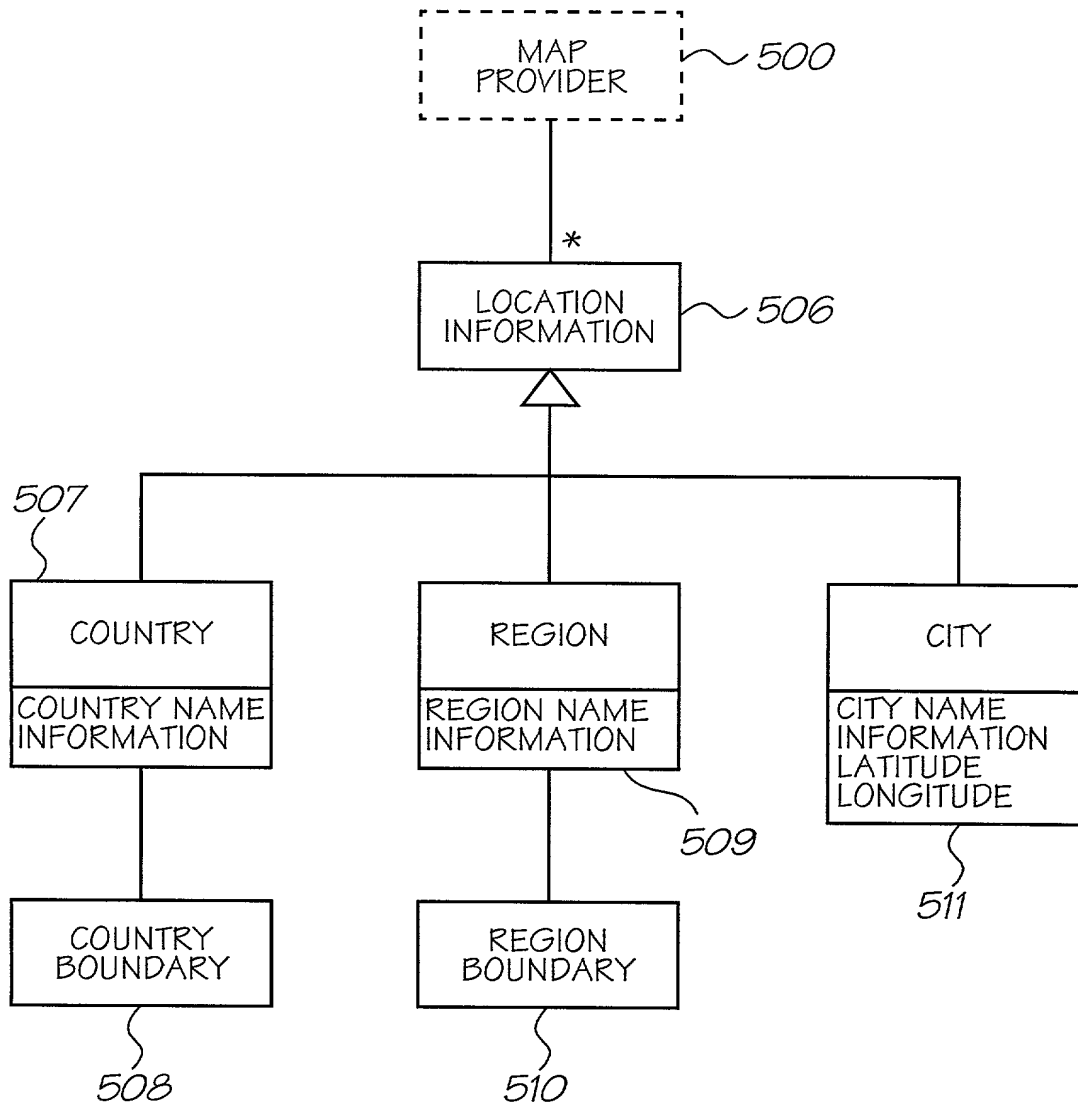 MAP
PROVIDER
500
*
LOCATION
INFORMATION
506
507
COUNTRY
COUNTRY NAME
INFORMATION
REGION
REGION NAME
INFORMATION
509
CITY
CITY NAME
INFORMATION
LATITUDE
LONGITUDE
511
COUNTRY
BOUNDARY
508
REGION
BOUNDARY
510